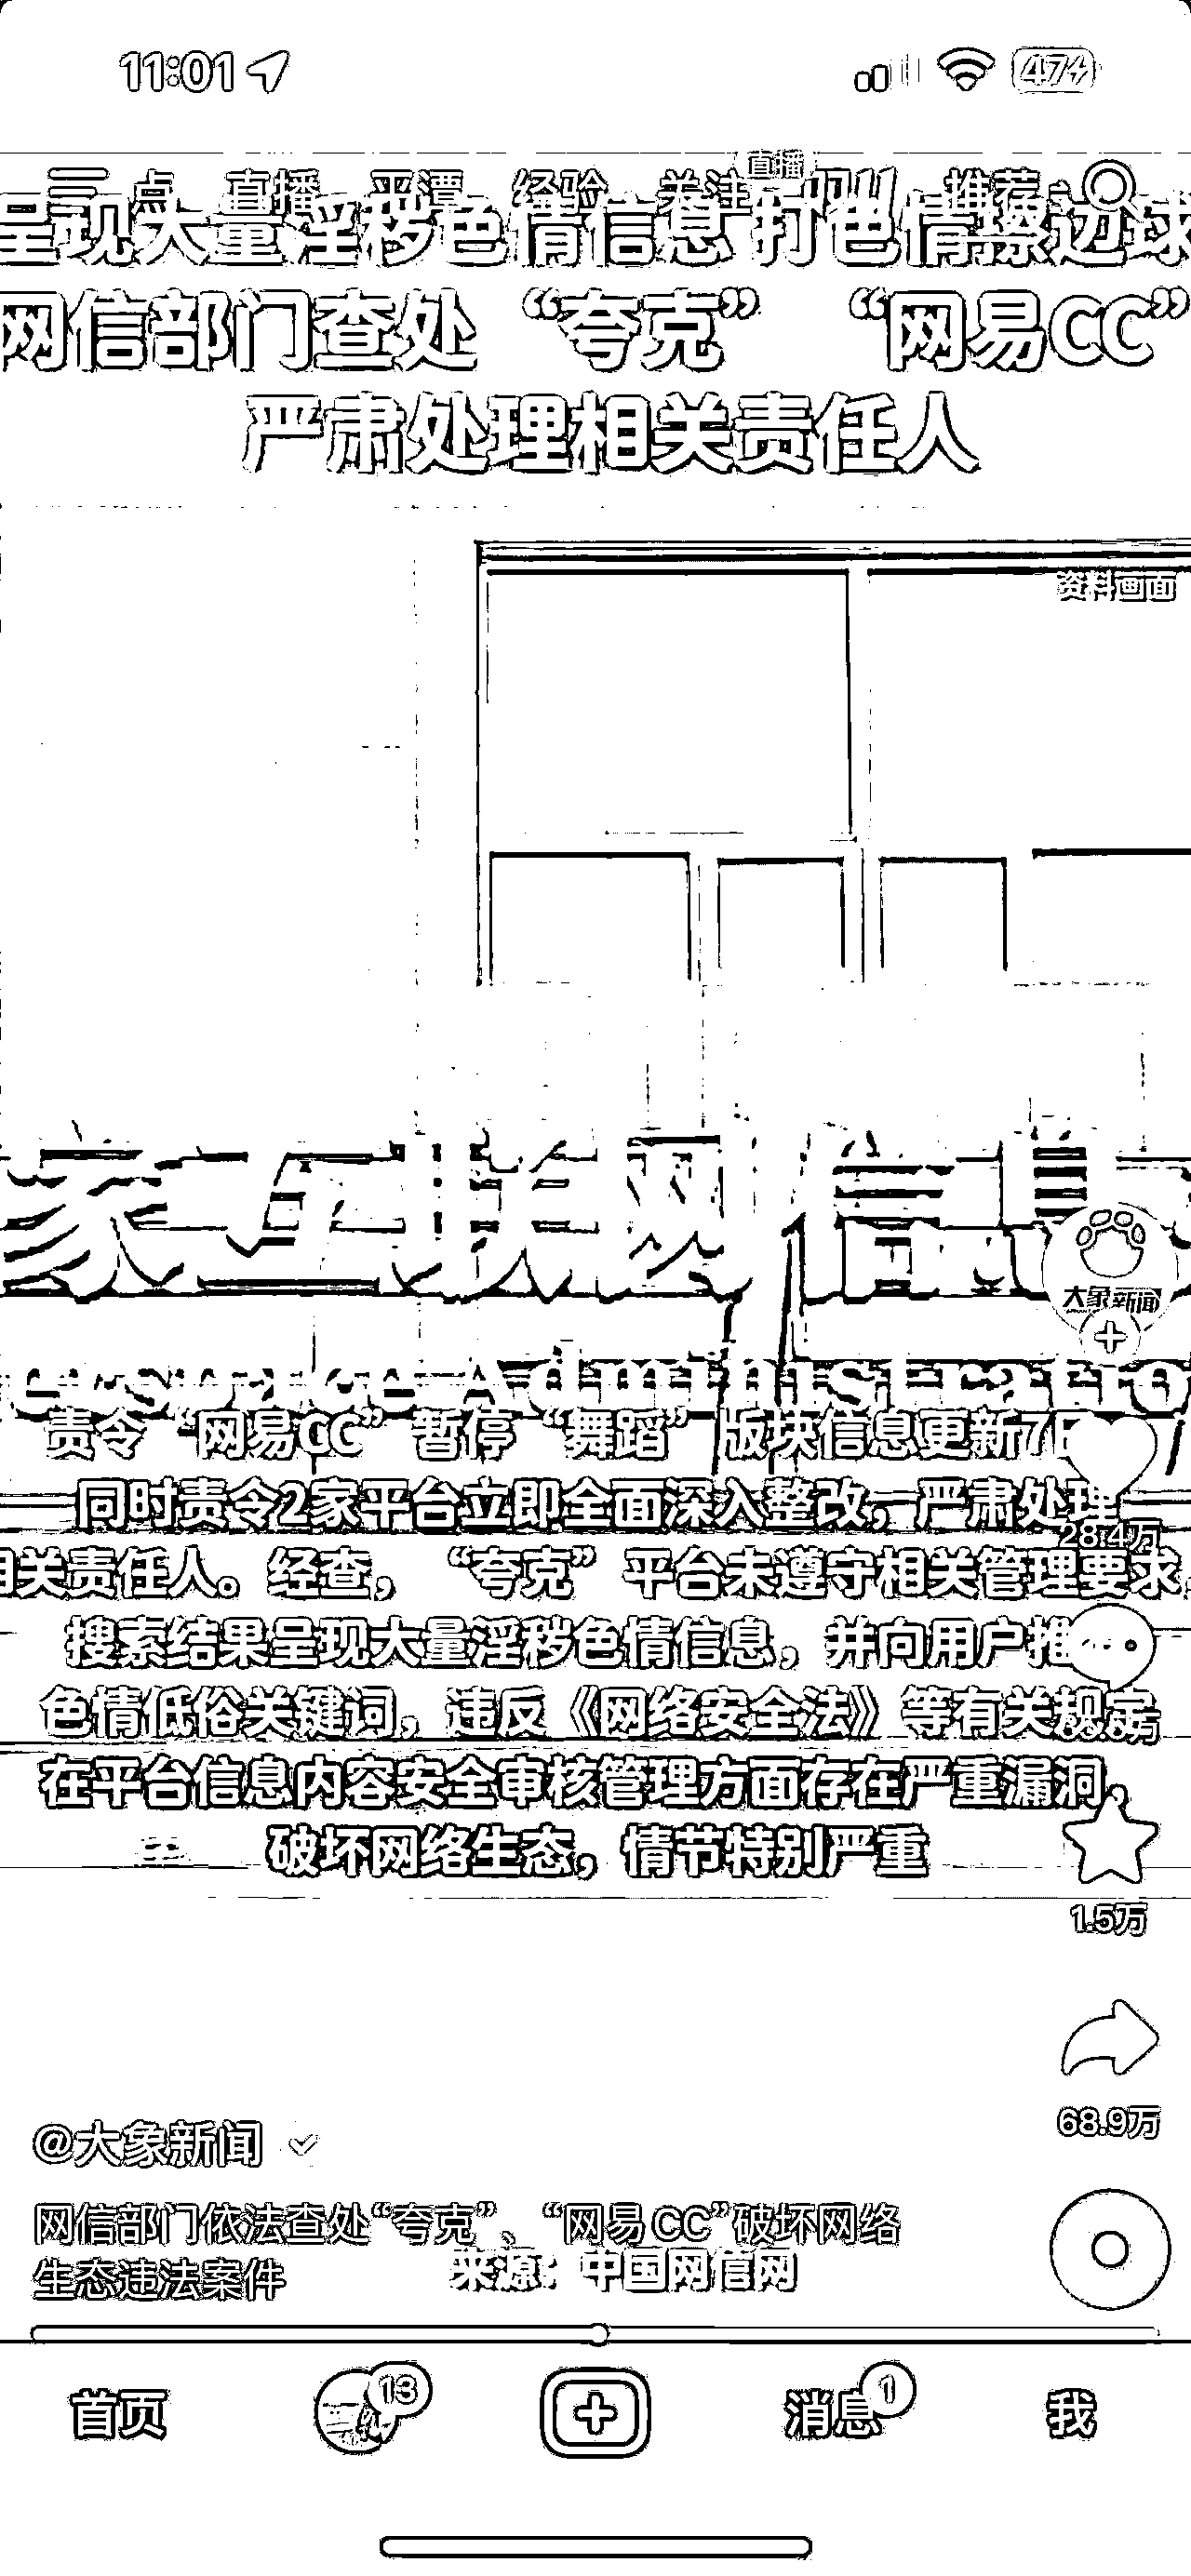 11:01
47
直播
三 点 直播 平潭 经验 关注 推荐
呈现大量淫秽色情信息 打色情擦边球
网信部门查处 “夸克” “网易CC”
严肃处理相关责任人
资料画面
家互联网信息
erspace Administratio
大象新闻
责令“网易CC”暂停“舞蹈”版块信息更新7日
同时责令2家平台立即全面深入整改,严肃处理
28.4万
相关责任人。经查,“夸克”平台未遵守相关管理要求,
搜索结果呈现大量淫秽色情信息,并向用户推
色情低俗关键词,违反《网络安全法》等有关规定
在平台信息内容安全审核管理方面存在严重漏洞,
破坏网络生态,情节特别严重
1.5万
68.9万
@大象新闻
网信部门依法查处“夸克”、“网易CC”破坏网络
生态违法案件
来源:中国网信网
首页
13
消息
1
我